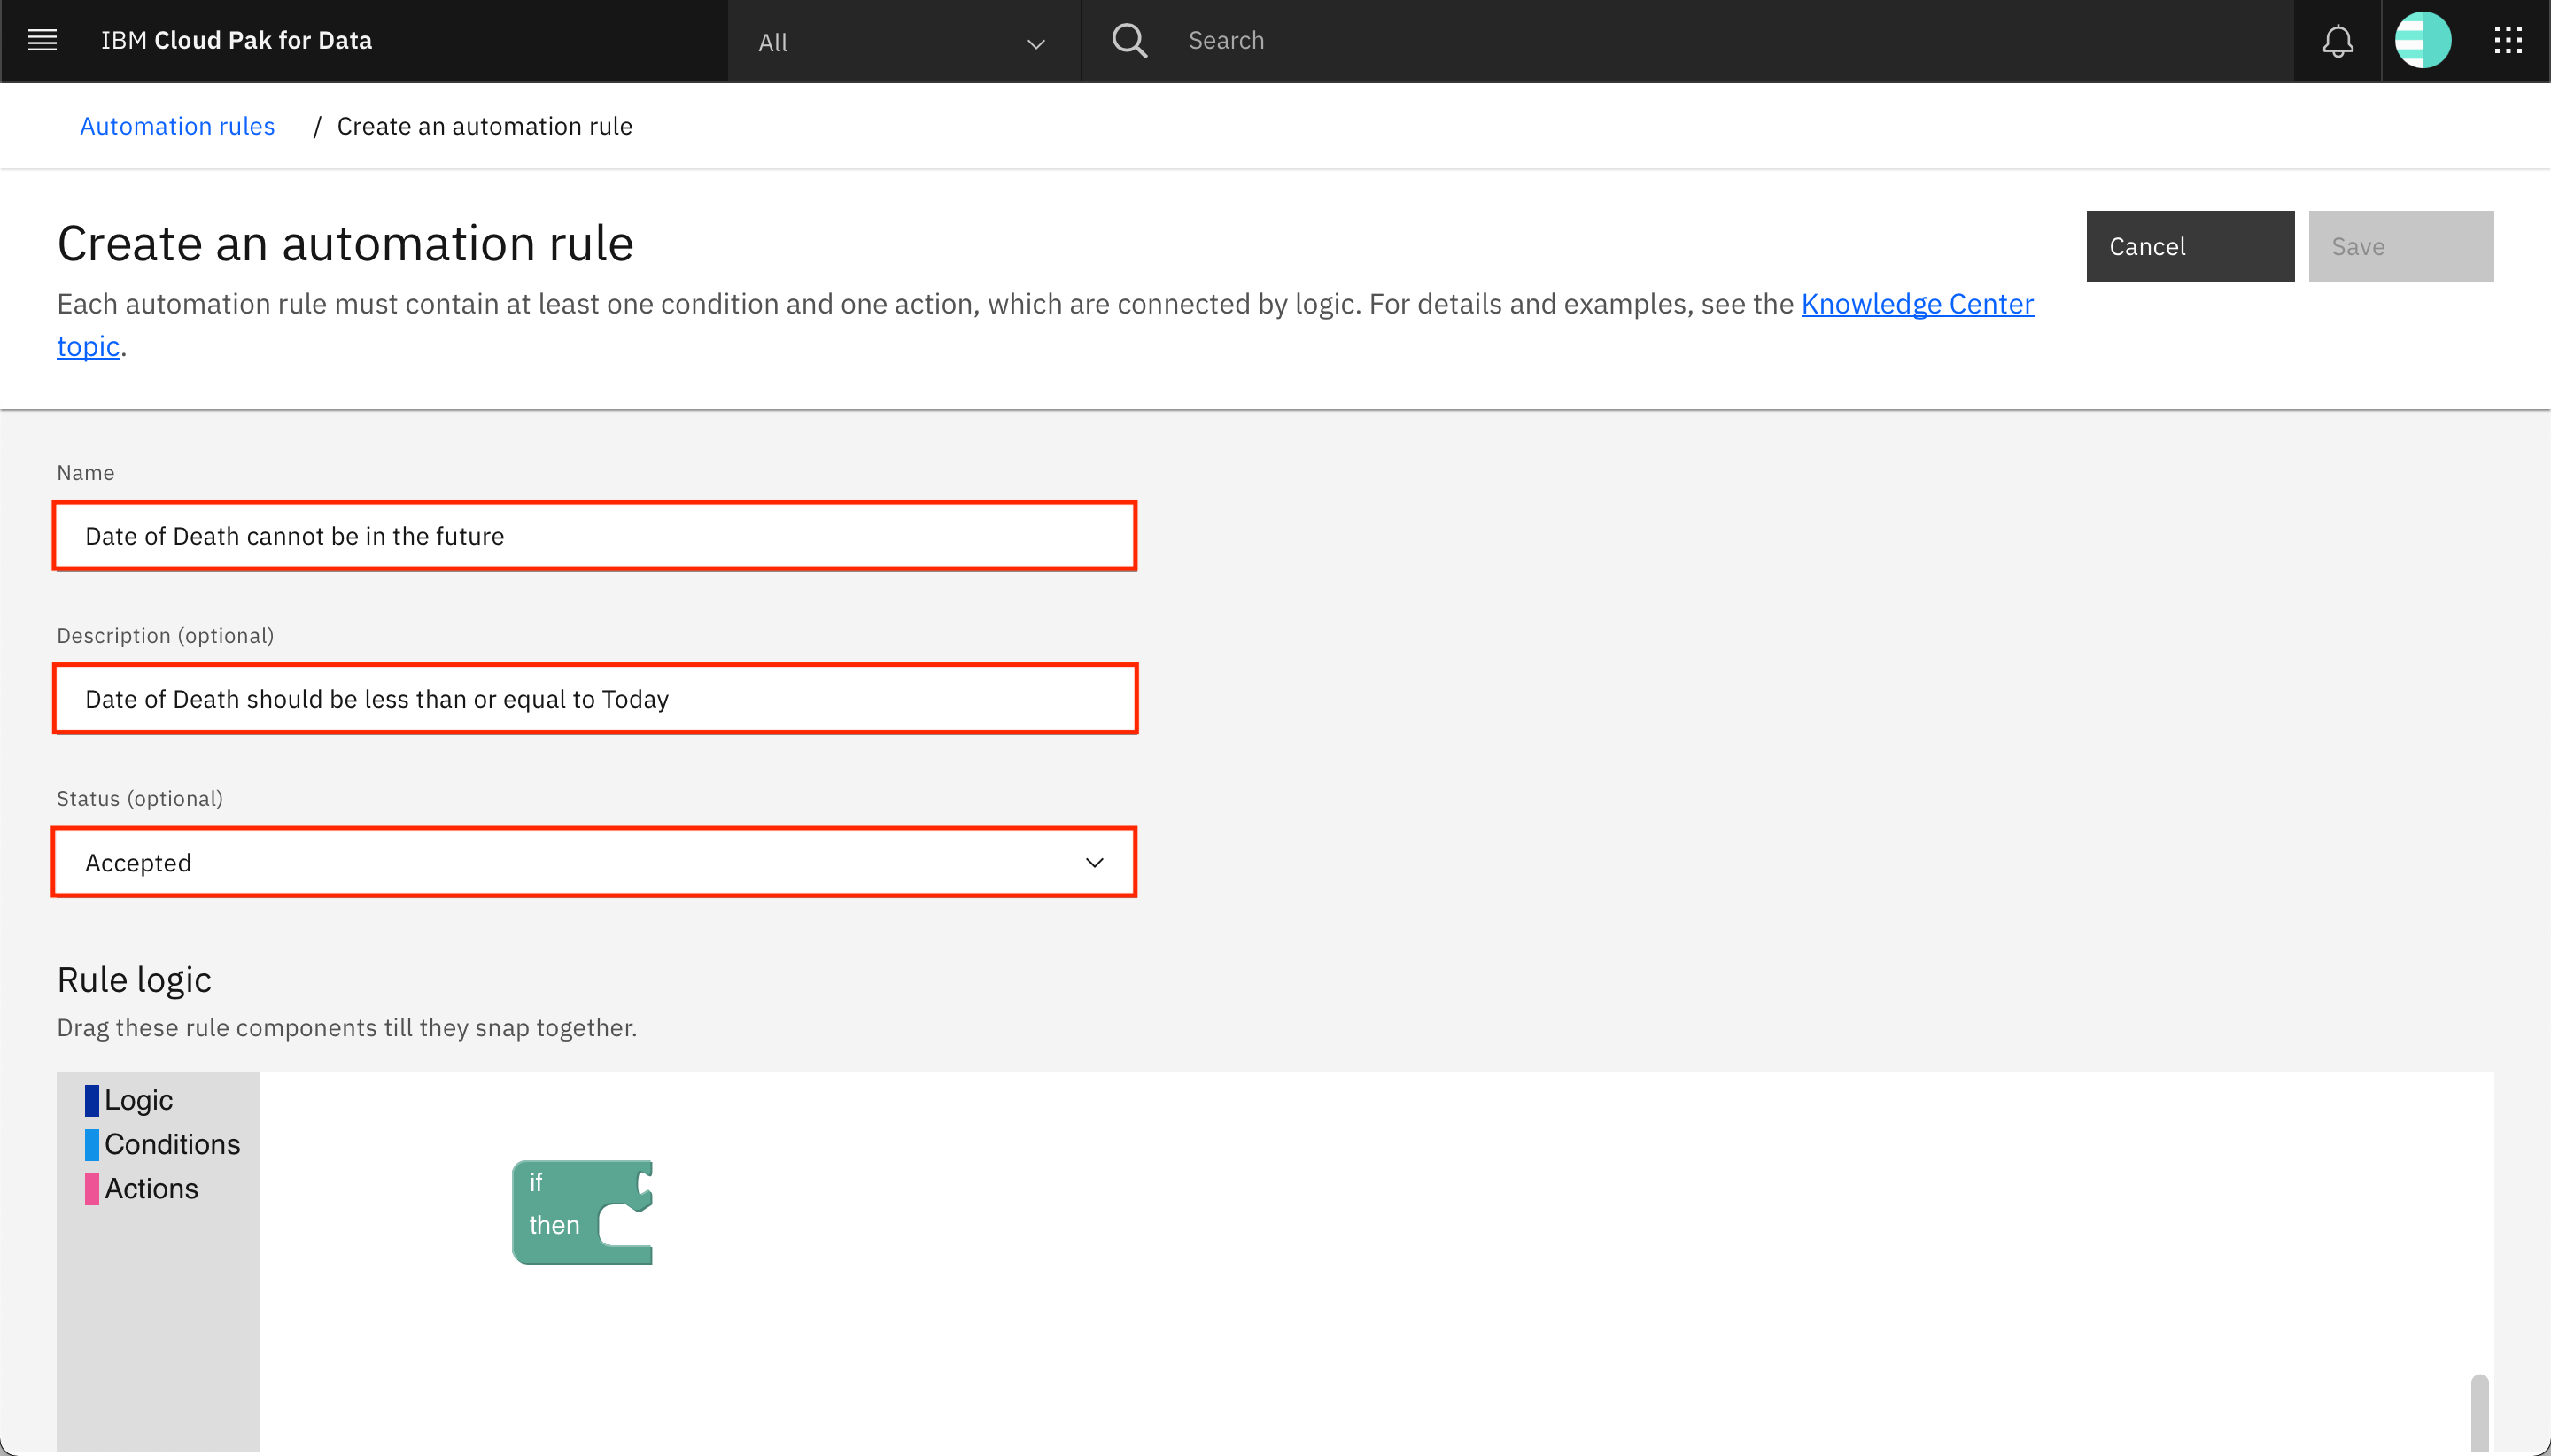 IBM Cloud Pak for Data
All
Search
Automation rules / Create an automation rule
Create an automation rule
Cancel
Save
Each automation rule must contain at least one condition and one action, which are connected by logic. For details and examples, see the Knowledge Center
topic.
Name
Date of Death cannot be in the future
Description (optional)
Date of Death should be less than or equal to Today
Status (optional)
Accepted
Rule logic
Drag these rule components till they snap together.
Logic
Conditions
Actions
if
then